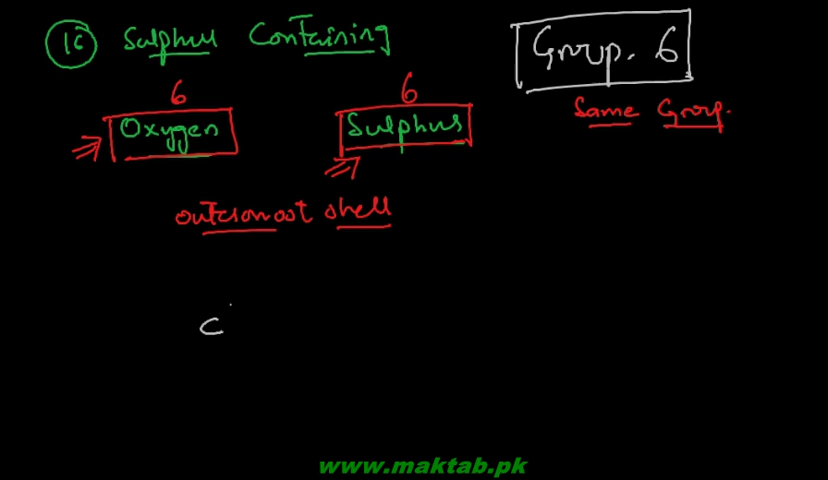 16 Sulphur Containing
Group. 6
6 6
Oxygen Sulphur
Same Group.
outermost shell
C
www.maktab.pk